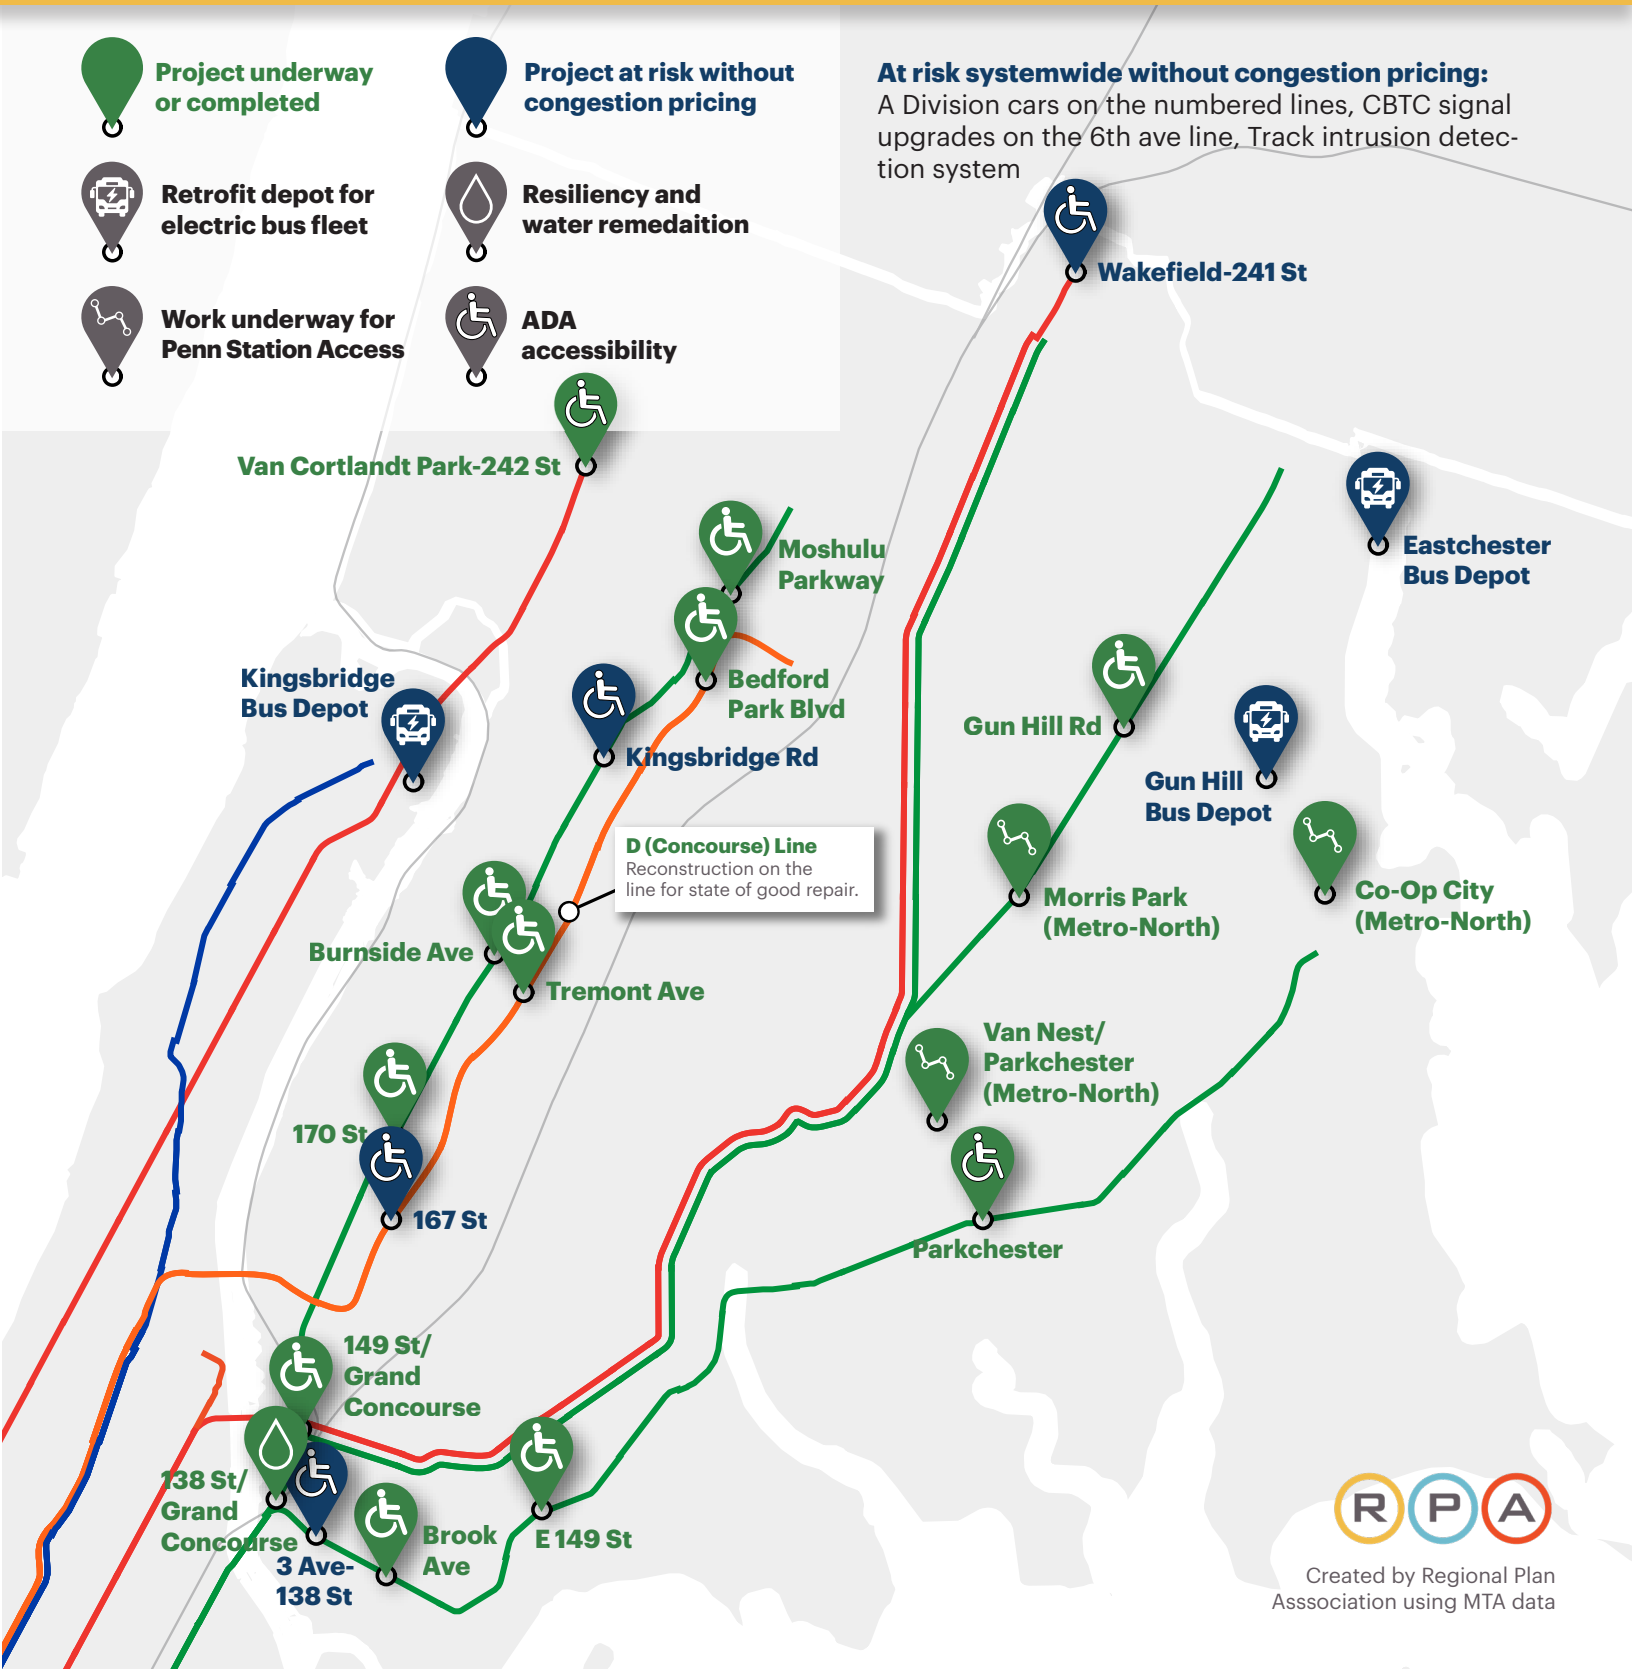 Project underway
or completed
Project at risk without
congestion pricing
Retrofit depot for
electric bus fleet
Resiliency and
water remedaition
Work underway for
Penn Station Access
ADA
accessibility
At risk systemwide without congestion pricing:
A Division cars on the numbered lines, CBTC signal
upgrades on the 6th ave line, Track intrusion detec-
tion system
Wakefield-241 St
Van Cortlandt Park-242 St
Moshulu
Parkway
Eastchester
Bus Depot
Kingsbridge
Bus Depot
Bedford
Park Blvd
Gun Hill Rd
Kingsbridge Rd
Gun Hill
Bus Depot
D (Concourse) Line
Reconstruction on the
line for state of good repair.
Morris Park
(Metro-North)
Co-Op City
(Metro-North)
Burnside Ave
Tremont Ave
Van Nest/
Parkchester
(Metro-North)
170 St
167 St
Parkchester
149 St/
Grand
Concourse
138 St/
Grand
Concourse
3 Ave-
138 St
Brook
Ave
E 149 St
R P A
Created by Regional Plan
Asssociation using MTA data